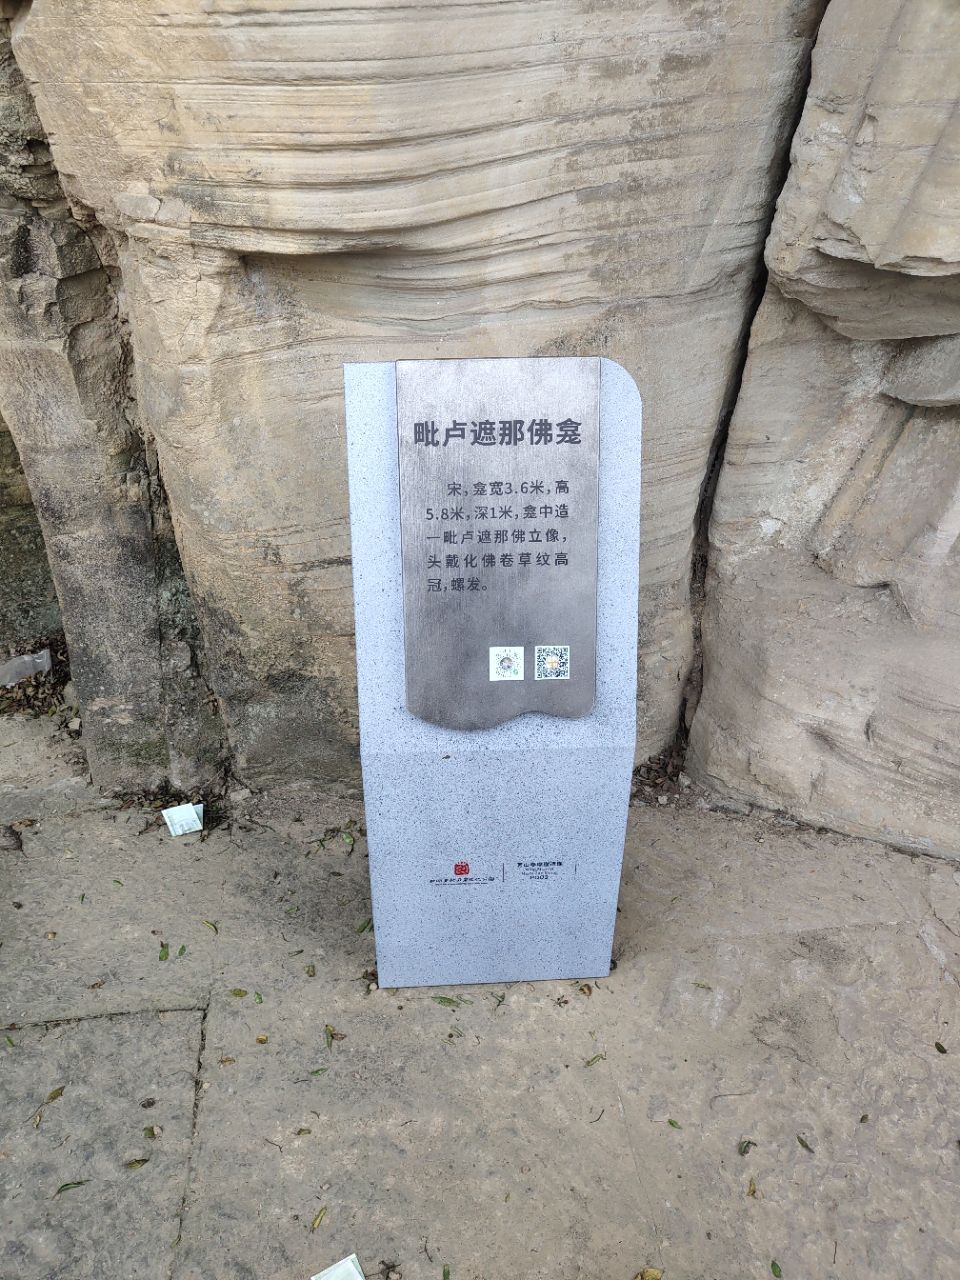 毗卢遮那佛龛
宋，龛宽3.6米，高
5.8米，深1米，龛中造
一毗卢遮那佛立像，
头戴化佛卷草纹高
冠，螺发。